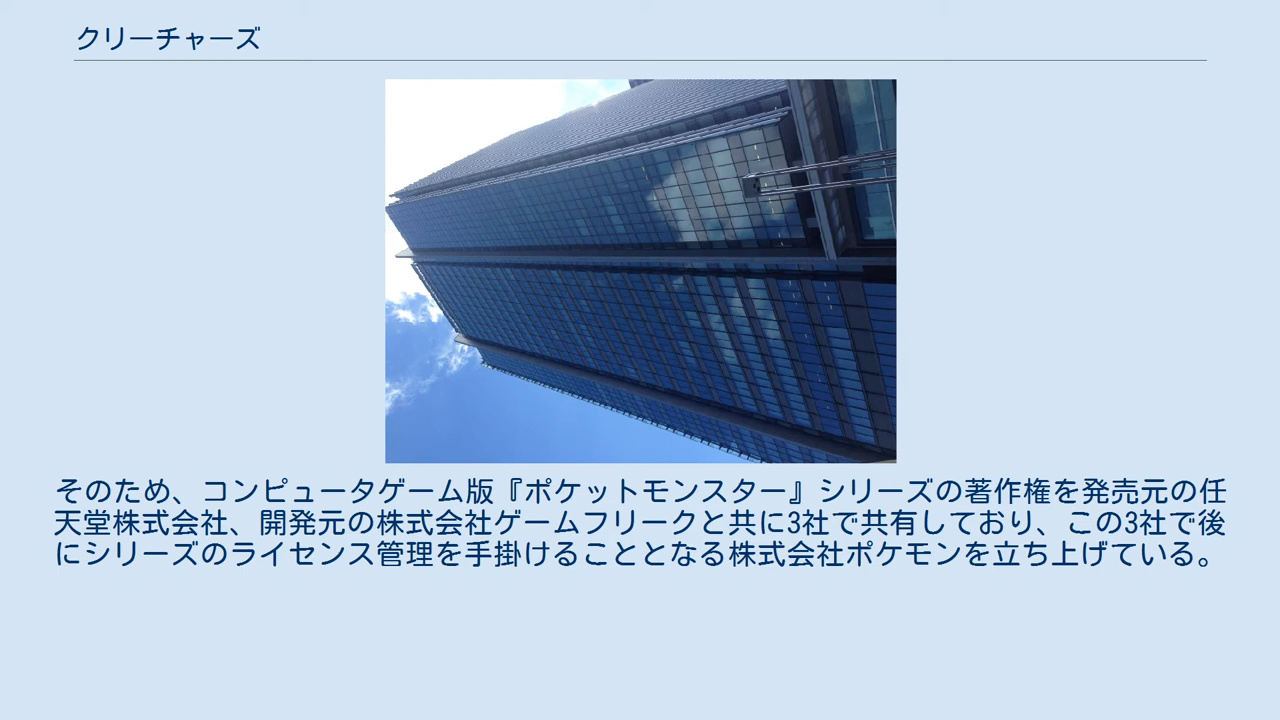 クリーチャーズ
そのため、コンピュータゲーム版『ポケットモンスター』シリーズの著作権を発売元の任
天堂株式会社、開発元の株式会社ゲームフリークと共に3社で共有しており、この3社で後
にシリーズのライセンス管理を手掛けることとなる株式会社ポケモンを立ち上げている。